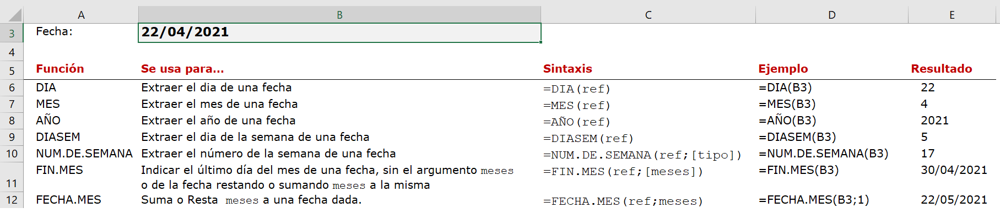 A B C D E
3 Fecha: 22/04/2021
4
5 Función Se usa para... Sintaxis Ejemplo Resultado
6 DIA Extraer el dia de una fecha =DIA(ref) =DIA(B3) 22
7 MES Extraer el mes de una fecha =MES(ref) =MES(B3) 4
8 AÑO Extraer el año de una fecha =AÑO(ref) =AÑO(B3) 2021
9 DIASEM Extraer el dia de la semana de una fecha =DIASEM(ref) =DIASEM(B3) 5
10 NUM.DE.SEMANA Extraer el número de la semana de una fecha =NUM.DE.SEMANA(ref;[tipo]) =NUM.DE.SEMANA(B3) 17
FIN.MES Indicar el último día del mes de una fecha, sin el argumento meses =FIN.MES(ref;[meses]) =FIN.MES(B3) 30/04/2021
11 o de la fecha restando o sumando meses a la misma
12 FECHA.MES Suma o Resta meses a una fecha dada. =FECHA.MES(ref;meses) =FECHA.MES(B3;1) 22/05/2021